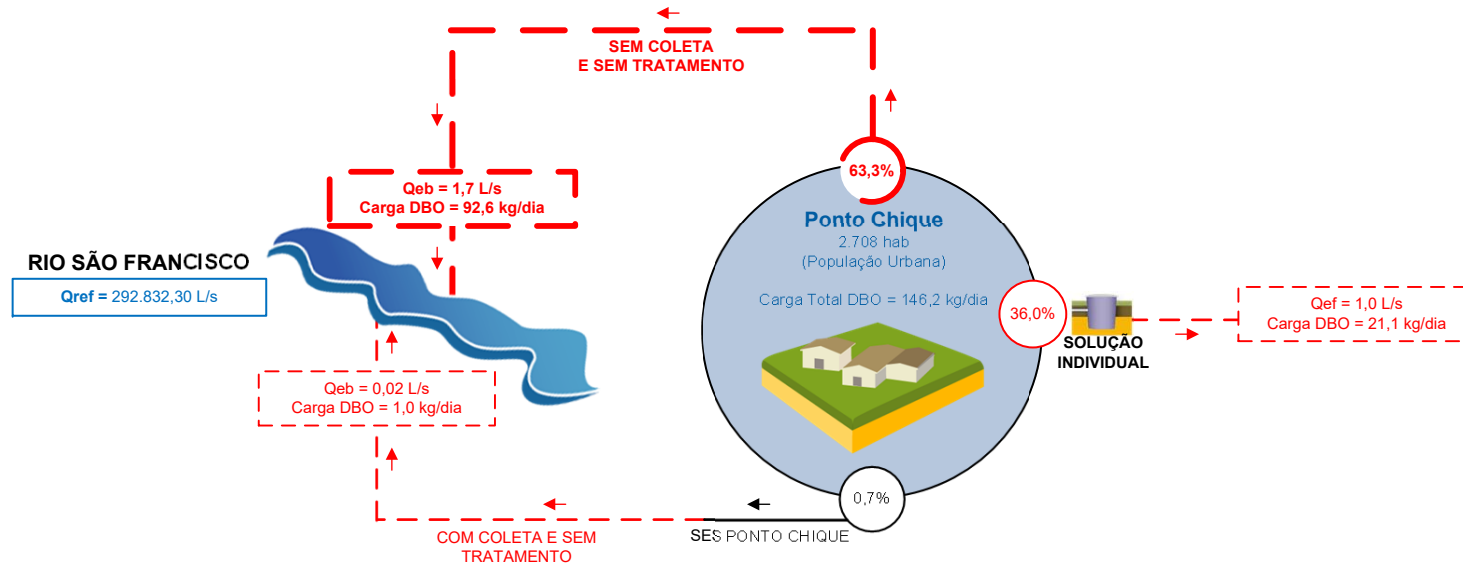 SEM COLETA
E SEM TRATAMENTO
63,3%
Qeb = 1,7 L/s
Carga DBO = 92,6 kg/dia
Ponto Chique
2.708 hab
(População Urbana)
Carga Total DBO = 146,2 kg/dia
RIO SÃO FRANCISCO
Qref = 292.832,30 L/s
36,0%
SOLUÇÃO
INDIVIDUAL
Qef = 1,0 L/s
Carga DBO = 21,1 kg/dia
Qeb = 0,02 L/s
Carga DBO = 1,0 kg/dia
0,7%
COM COLETA E SEM
TRATAMENTO
SES PONTO CHIQUE